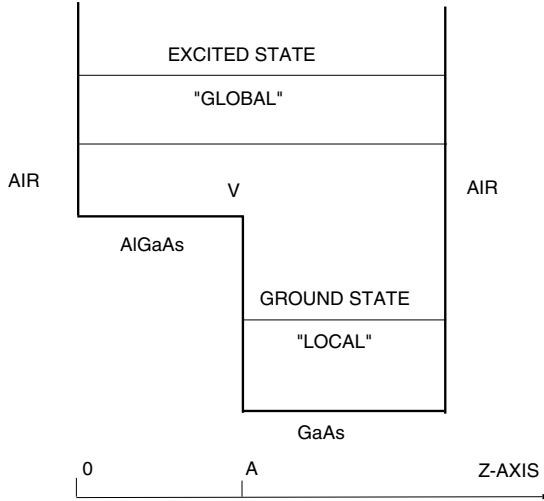 EXCITED STATE
"GLOBAL"
AIR
V
AIR
AlGaAs
GROUND STATE
"LOCAL"
GaAs
0
A
Z-AXIS